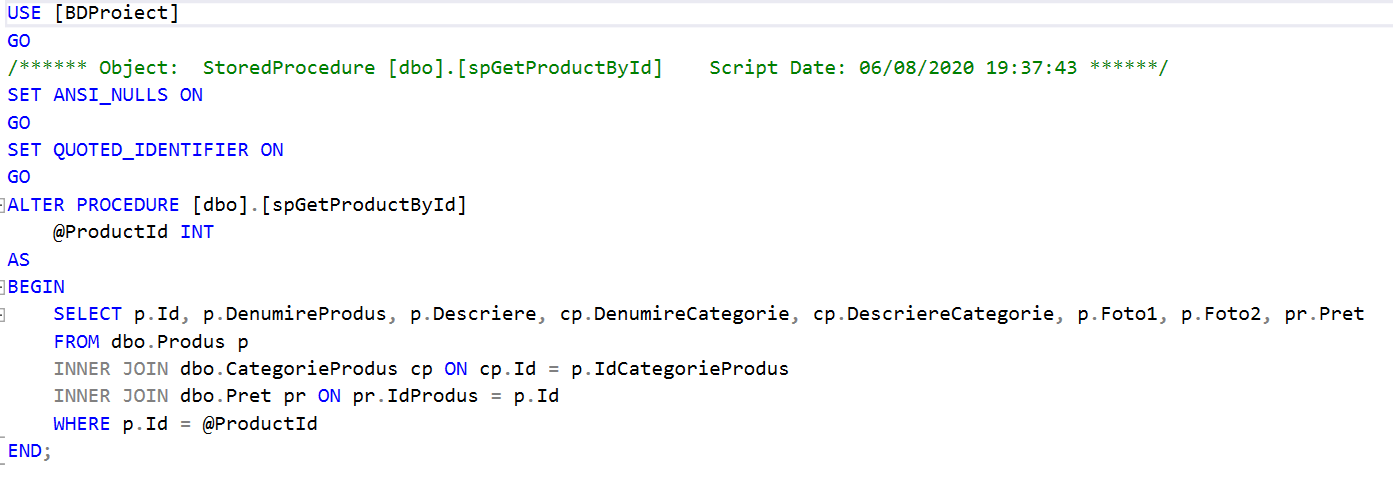 USE [BDProiect]
GO
/****** Object:  StoredProcedure [dbo].[spGetProductById]    Script Date: 06/08/2020 19:37:43 ******/
SET ANSI_NULLS ON
GO
SET QUOTED_IDENTIFIER ON
GO
ALTER PROCEDURE [dbo].[spGetProductById]
    @ProductId INT
AS
BEGIN
    SELECT p.Id, p.DenumireProdus, p.Descriere, cp.DenumireCategorie, cp.DescriereCategorie, p.Foto1, p.Foto2, pr.Pret
    FROM dbo.Produs p
    INNER JOIN dbo.CategorieProdus cp ON cp.Id = p.IdCategorieProdus
    INNER JOIN dbo.Pret pr ON pr.IdProdus = p.Id
    WHERE p.Id = @ProductId
END;